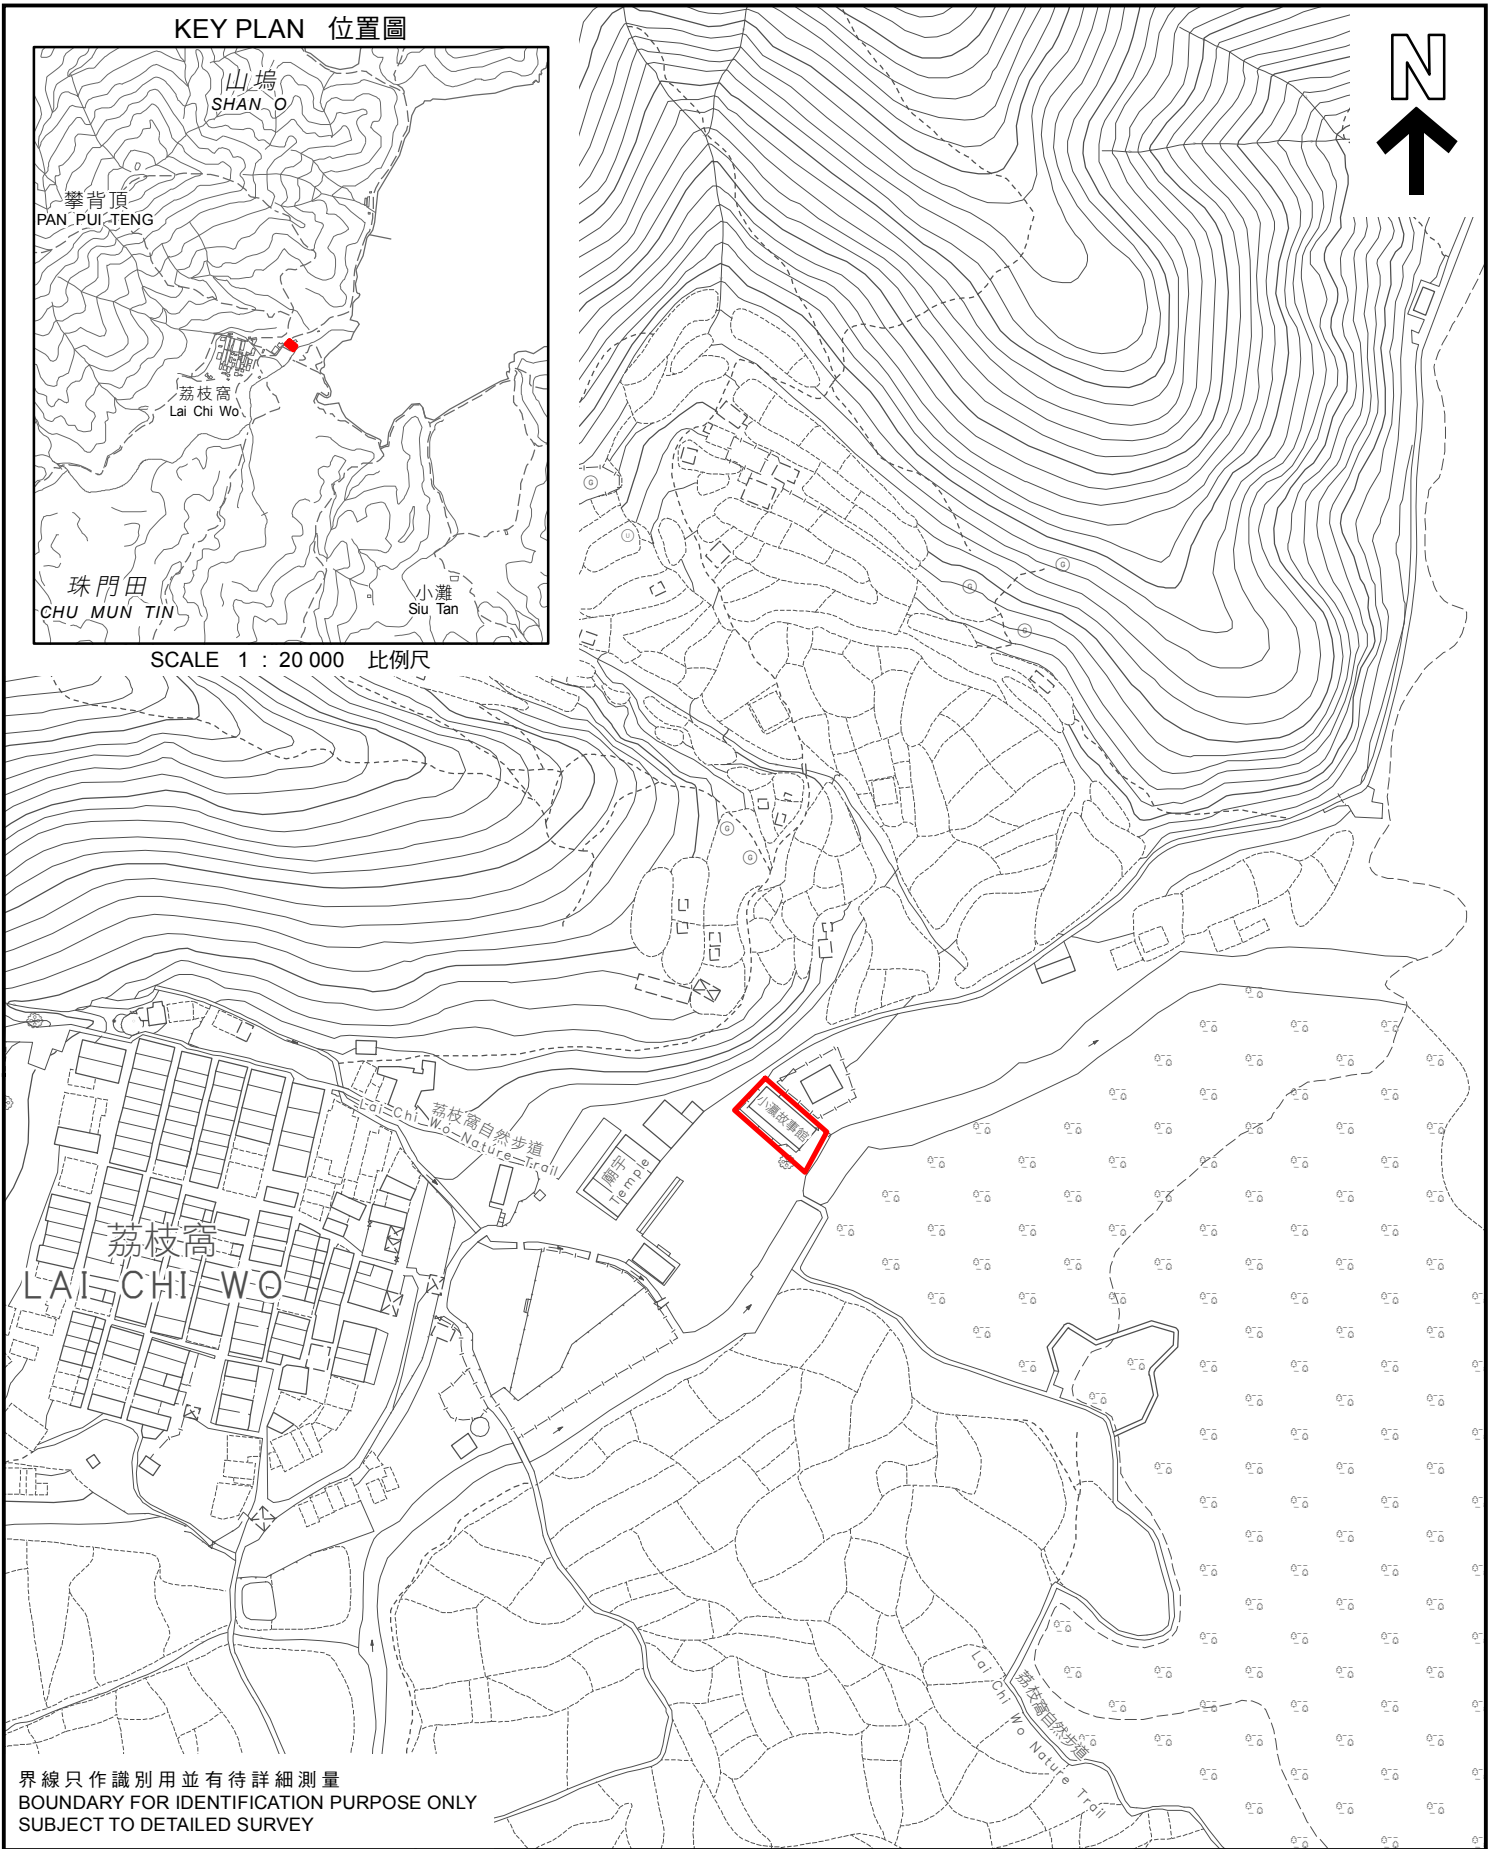 KEY PLAN 位置圖
N
山塢
SHAN O
攀背頂
PAN PUI TENG
荔枝窩
Lai Chi Wo
珠門田
CHU MUN TIN
小灘
Siu Tan
SCALE 1 : 20 000 比例尺
G
U
G
G
G
G
G
小瀛故事館
荔枝窩自然步道
Lai Chi Wo Nature Trail
廟宇
Temple
荔枝窩
LAI CHI WO
荔枝窩自然步道
Lai Chi Wo Nature Trail
界線只作識別用並有待詳細測量
BOUNDARY FOR IDENTIFICATION PURPOSE ONLY
SUBJECT TO DETAILED SURVEY